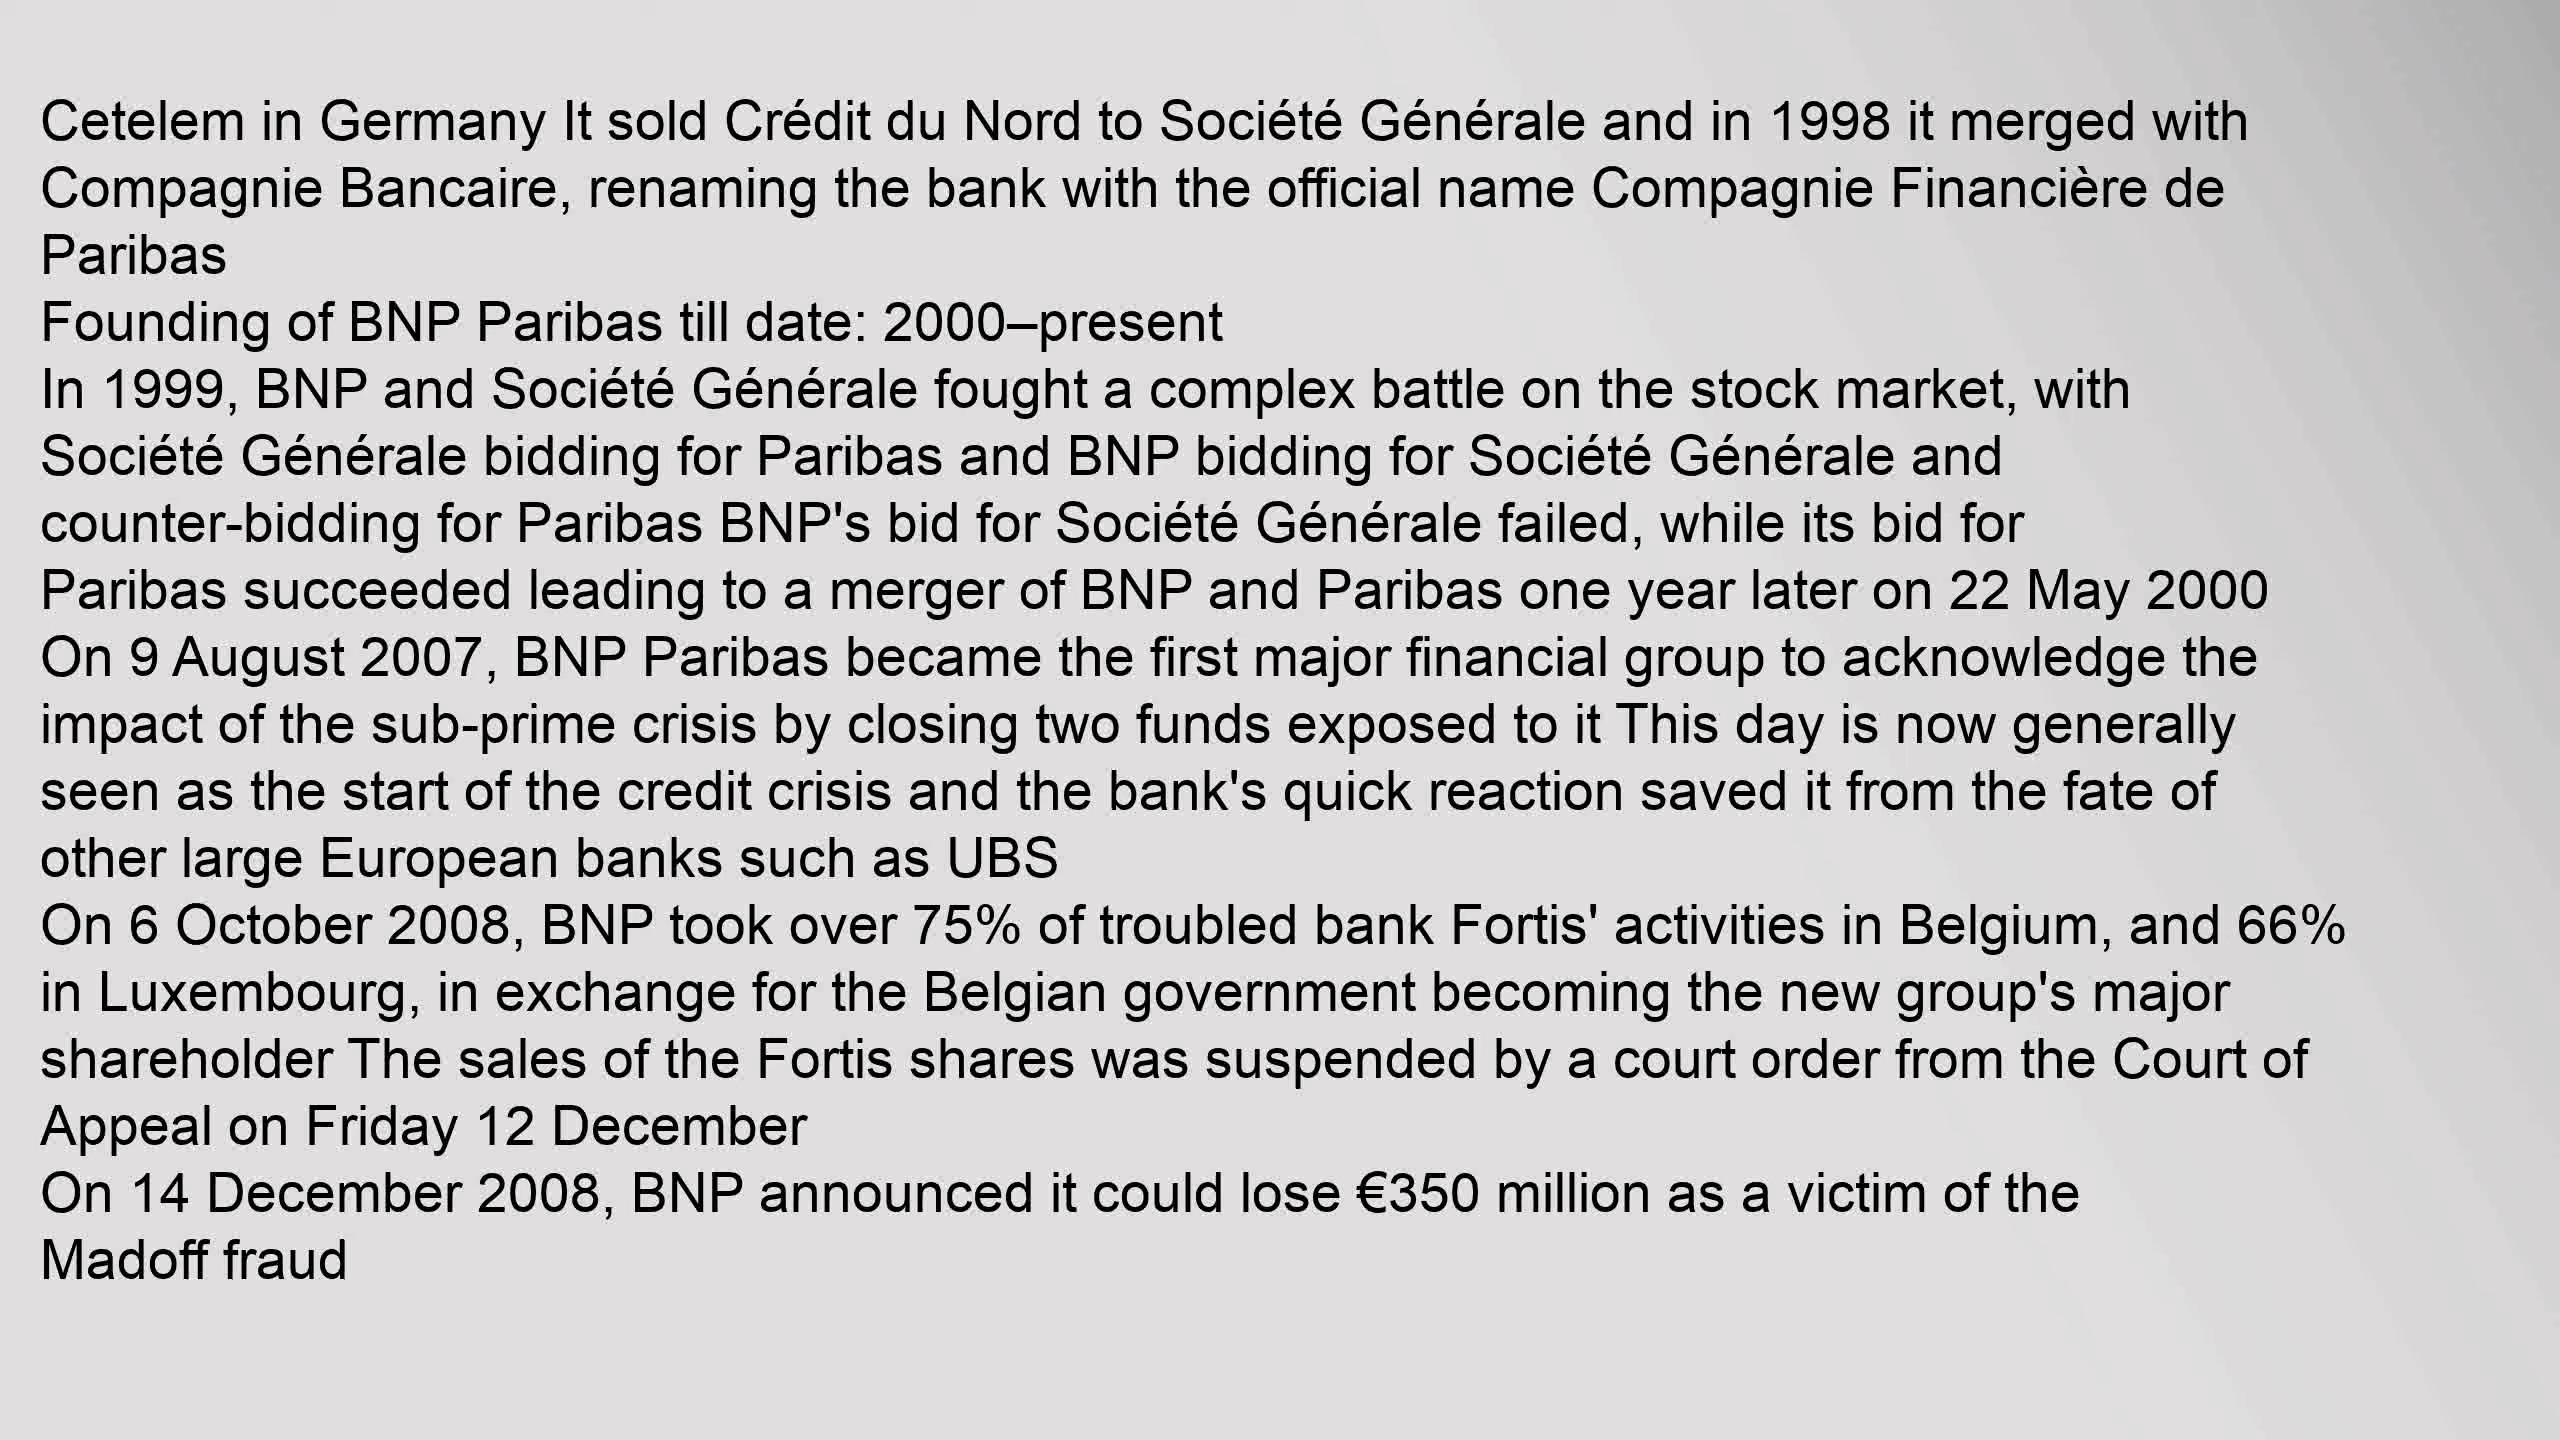 Cetelem in Germany It sold Crédit du Nord to Société Générale and in 1998 it merged with
Compagnie Bancaire, renaming the bank with the official name Compagnie Financière de
Paribas
Founding of BNP Paribas till date: 2000–present
In 1999, BNP and Société Générale fought a complex battle on the stock market, with
Société Générale bidding for Paribas and BNP bidding for Société Générale and
counter-bidding for Paribas BNP's bid for Société Générale failed, while its bid for
Paribas succeeded leading to a merger of BNP and Paribas one year later on 22 May 2000
On 9 August 2007, BNP Paribas became the first major financial group to acknowledge the
impact of the sub-prime crisis by closing two funds exposed to it This day is now generally
seen as the start of the credit crisis and the bank's quick reaction saved it from the fate of
other large European banks such as UBS
On 6 October 2008, BNP took over 75% of troubled bank Fortis' activities in Belgium, and 66%
in Luxembourg, in exchange for the Belgian government becoming the new group's major
shareholder The sales of the Fortis shares was suspended by a court order from the Court of
Appeal on Friday 12 December
On 14 December 2008, BNP announced it could lose €350 million as a victim of the
Madoff fraud